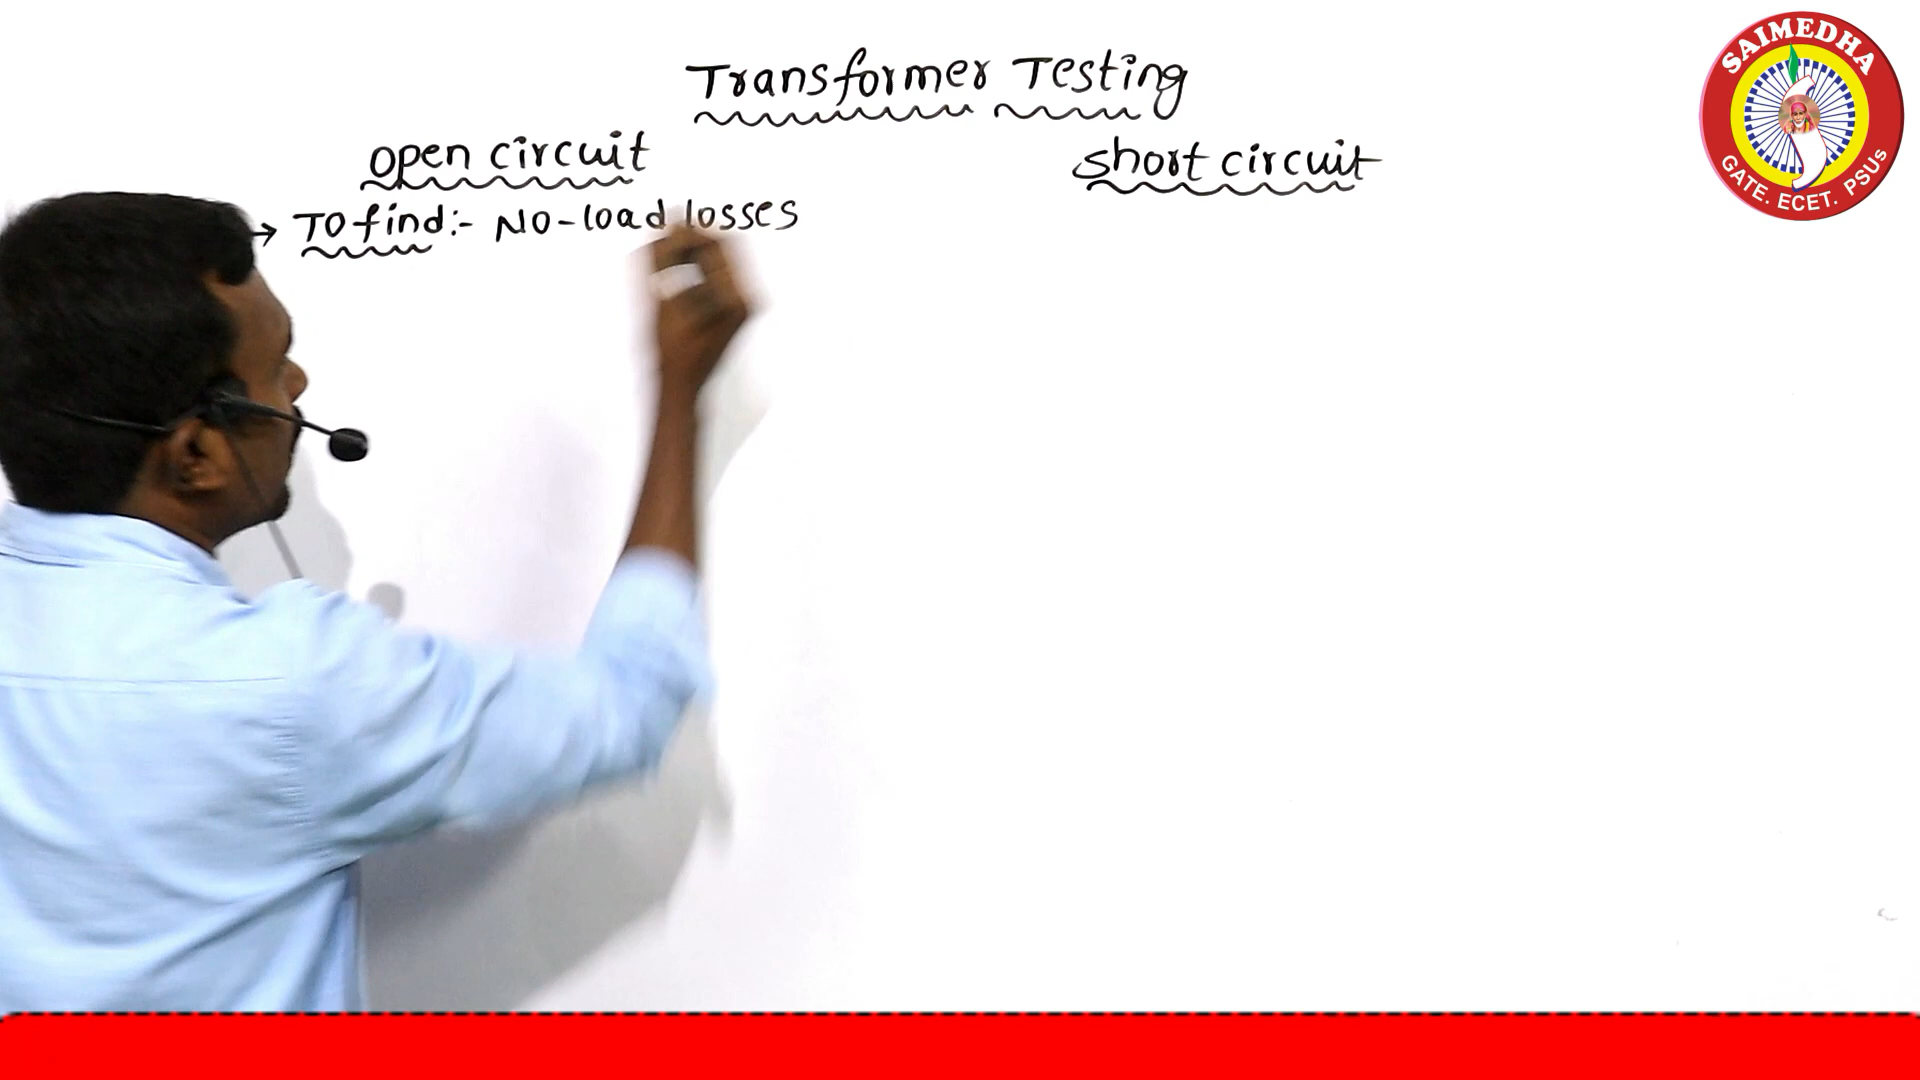 Transformer Testing
open circuit
short circuit
→ To find:- No-load losses
SAIMEDHA
GATE. ECET. PSUs